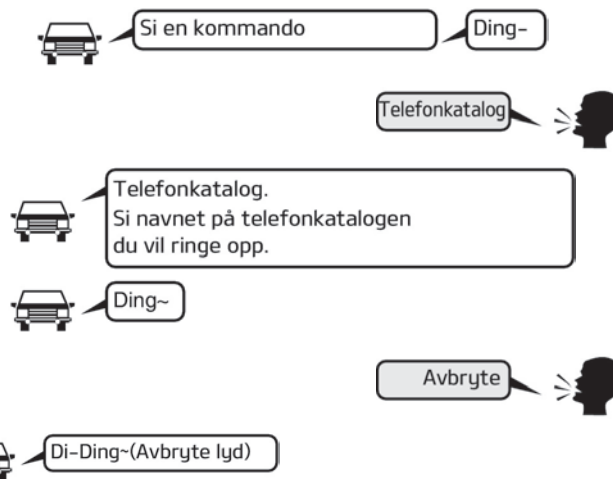 Si en kommando
Ding-
Telefonkatalog
Telefonkatalog.
Si navnet på telefonkatalogen
du vil ringe opp.
Ding~
Avbryte
Di-Ding~(Avbryte lyd)